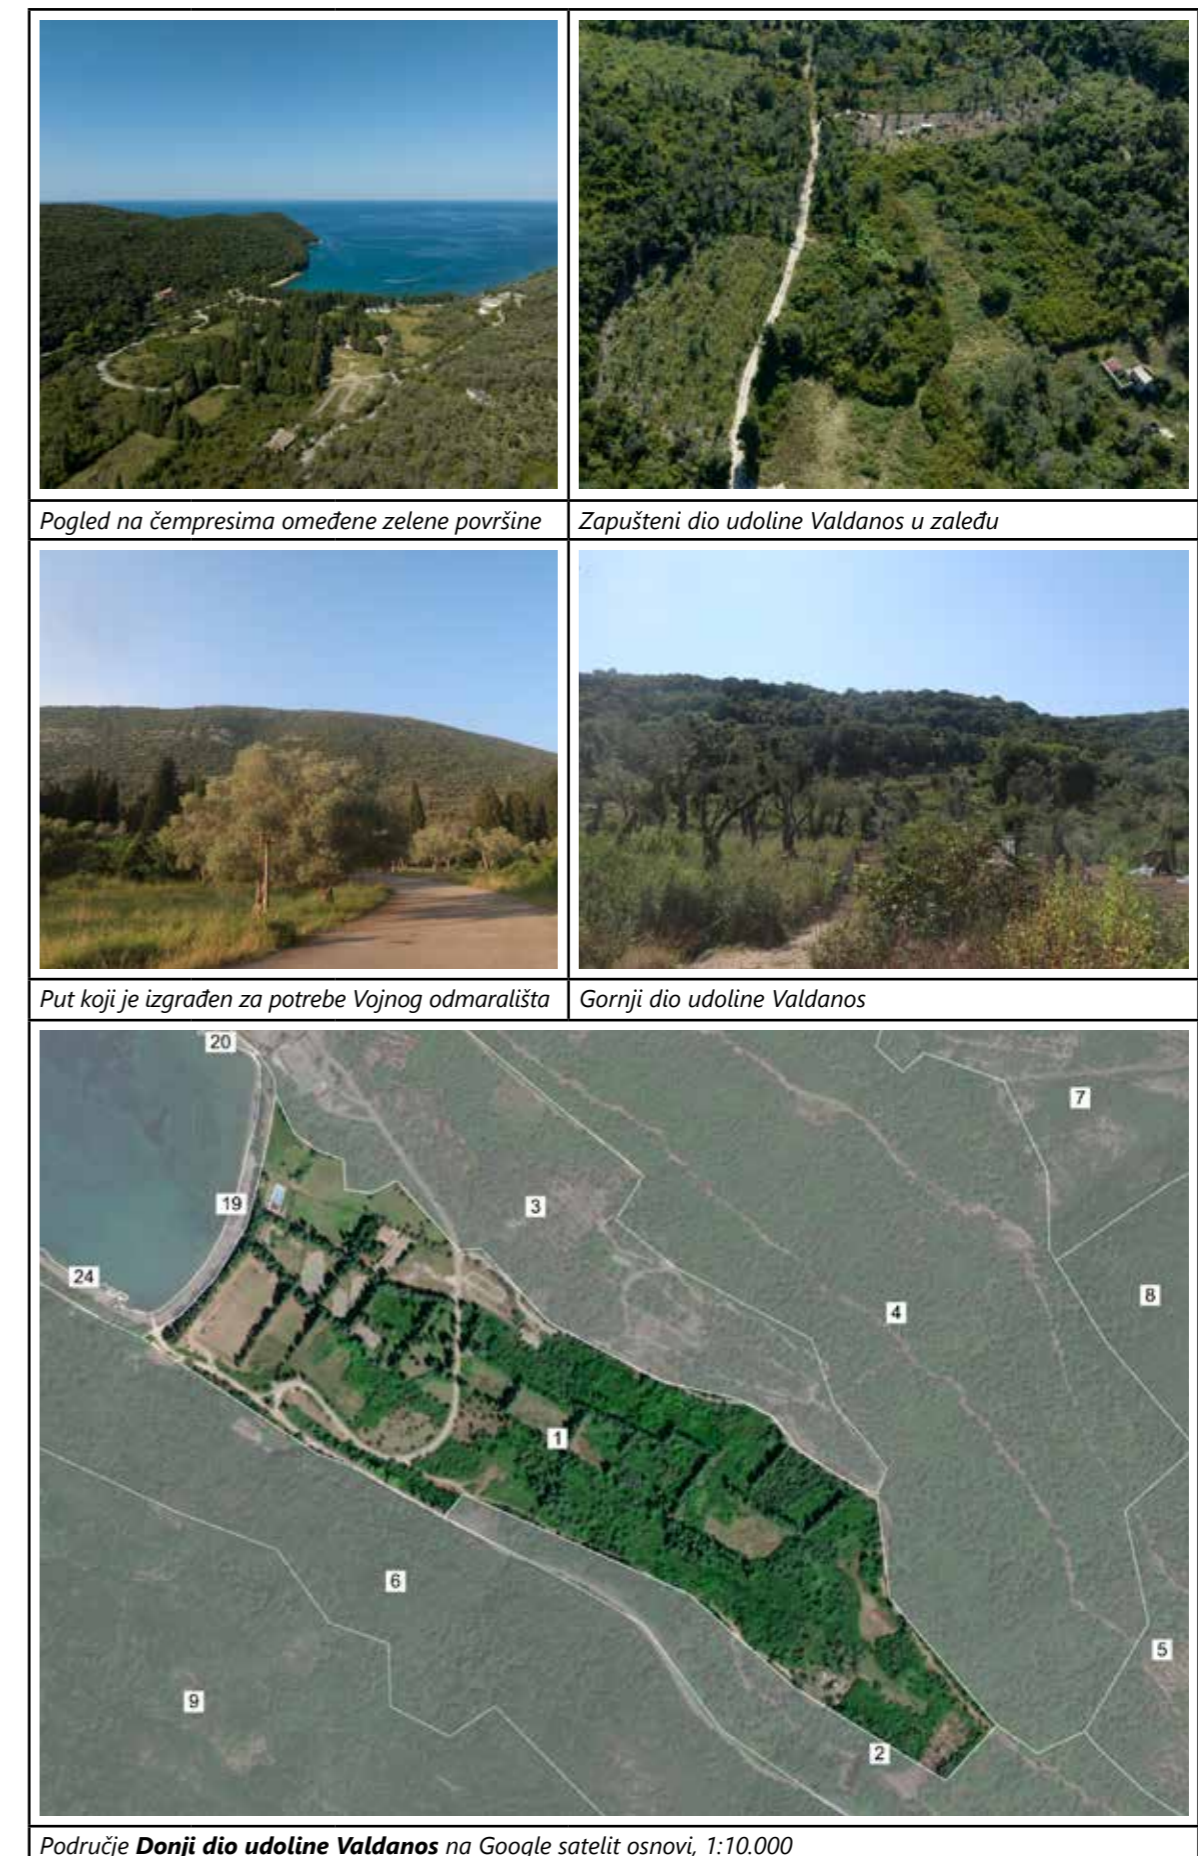 Pogled na čempresima omeđene zelene površine
Zapušteni dio udoline Valdanos u zaleđu
Put koji je izgrađen za potrebe Vojnog odmarališta
Gornji dio udoline Valdanos
20
7
19
3
24
8
4
1
6
5
9
2
Područje Donji dio udoline Valdanos na Google satelit osnovi, 1:10.000